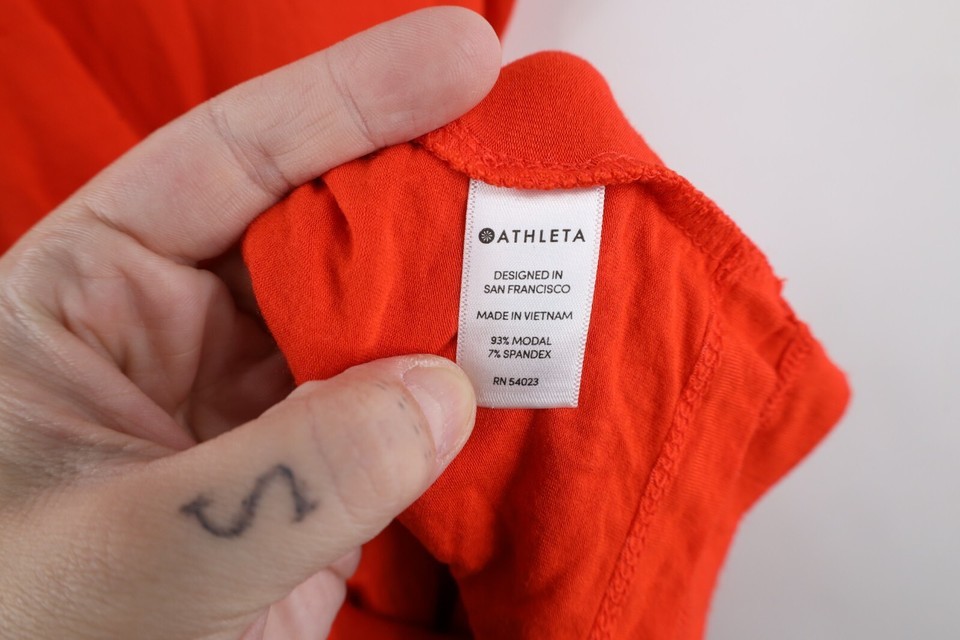 ATHLETA
DESIGNED IN
SAN FRANCISCO
MADE IN VIETNAM
93% MODAL
7% SPANDEX
RN 54023
S